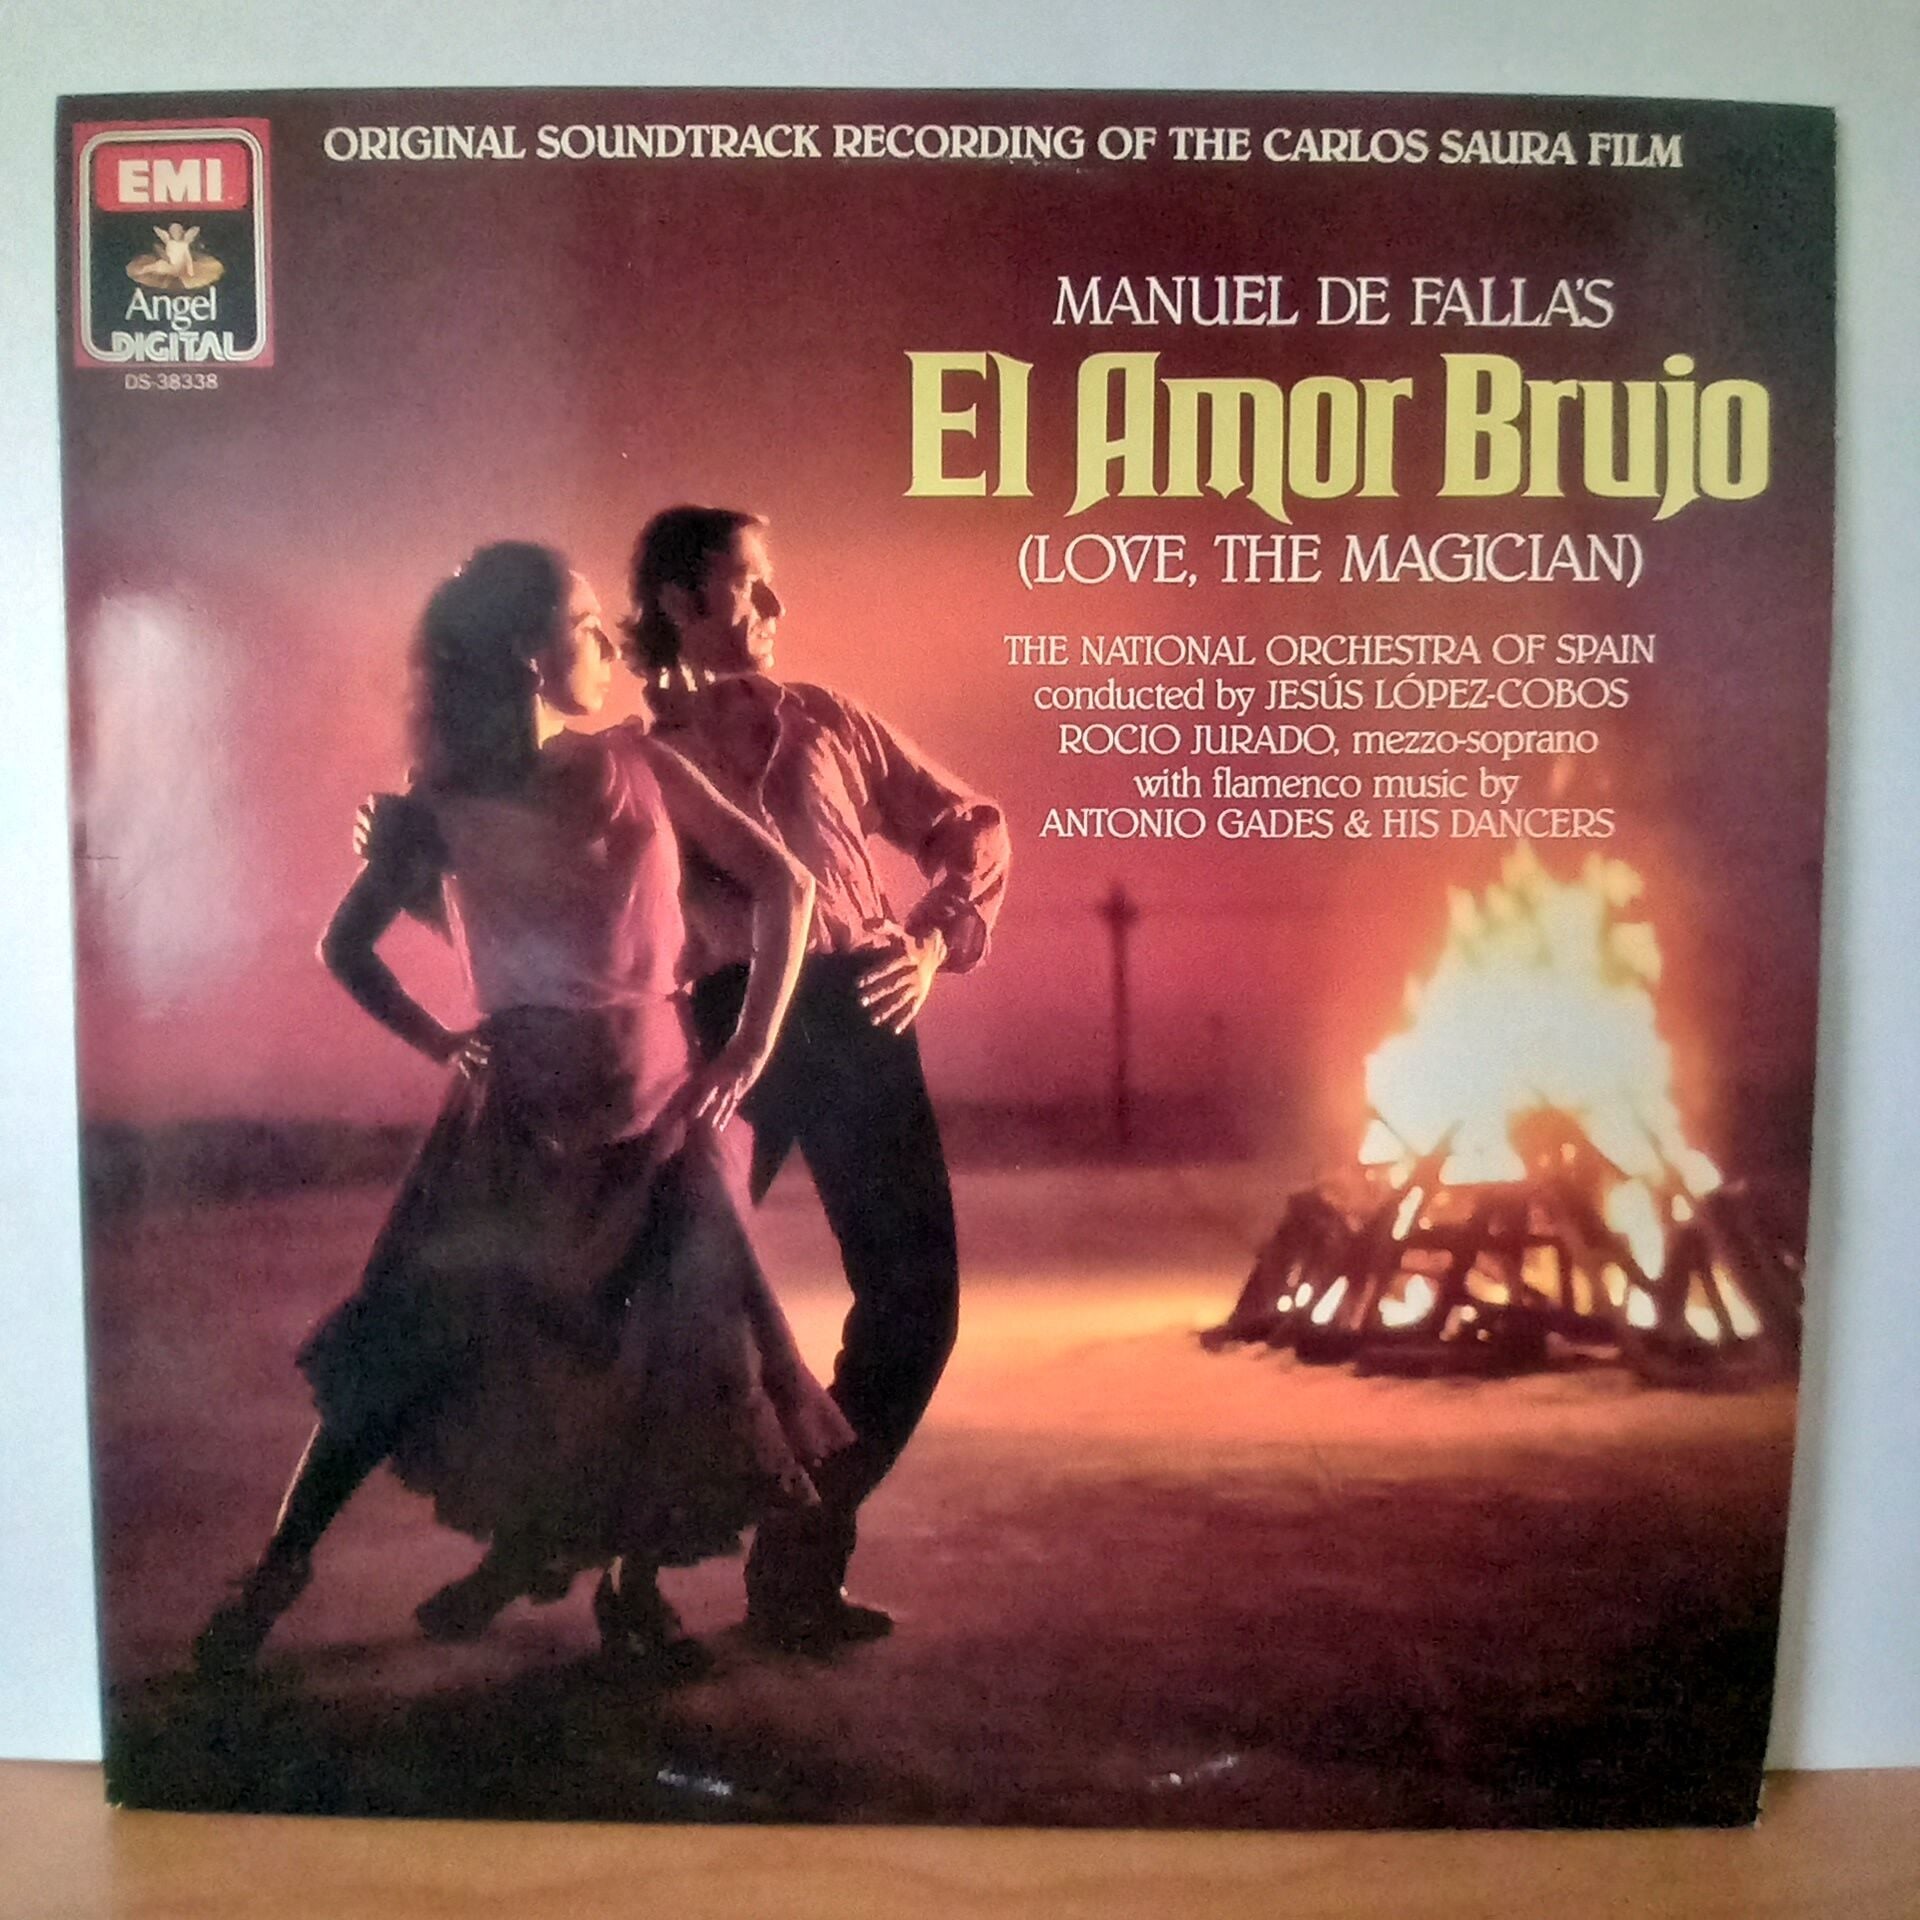 ORIGINAL SOUNDTRACK RECORDING OF THE CARLOS SAURA FILM
EMI
Angel
DIGITAL
DS-38338
MANUEL DE FALLA'S
El Amor Brujo
(LOVE, THE MAGICIAN)
THE NATIONAL ORCHESTRA OF SPAIN
conducted by JESÚS LÓPEZ-COBOS
ROCIO JURADO, mezzo-soprano
with flamenco music by
ANTONIO GADES & HIS DANCERS